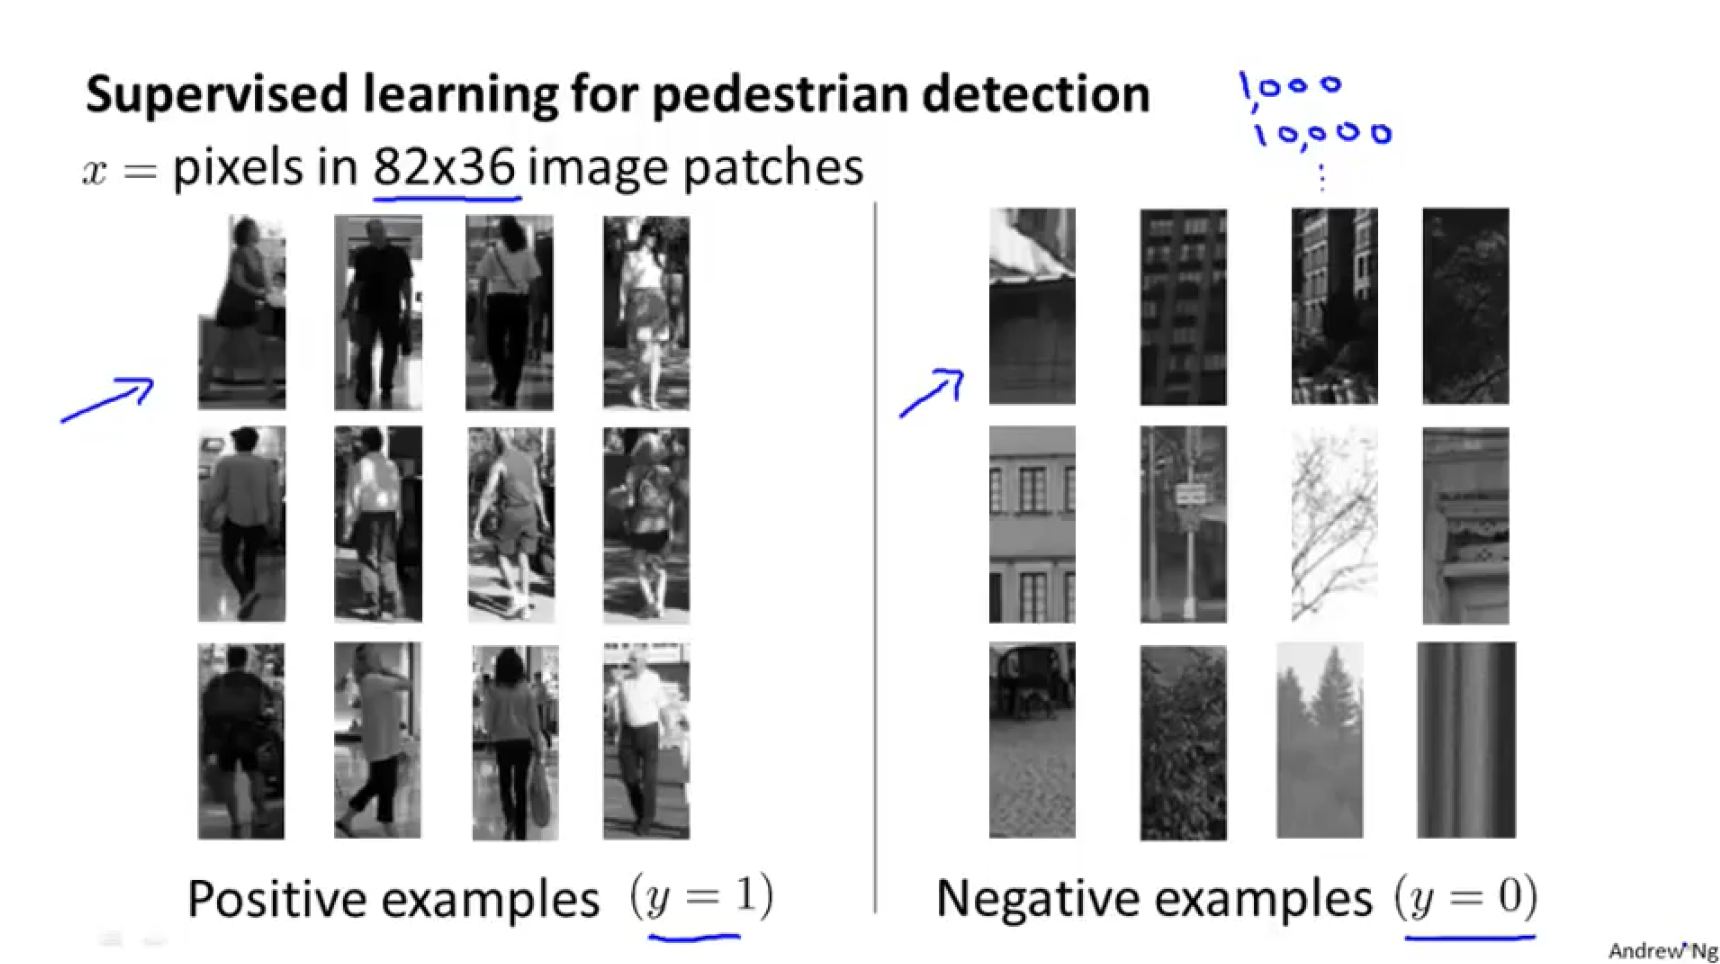 Supervised learning for pedestrian detection
1,000
10,000
x = pixels in 82x36 image patches
Positive examples (y = 1)
Negative examples (y = 0)
Andrew Ng